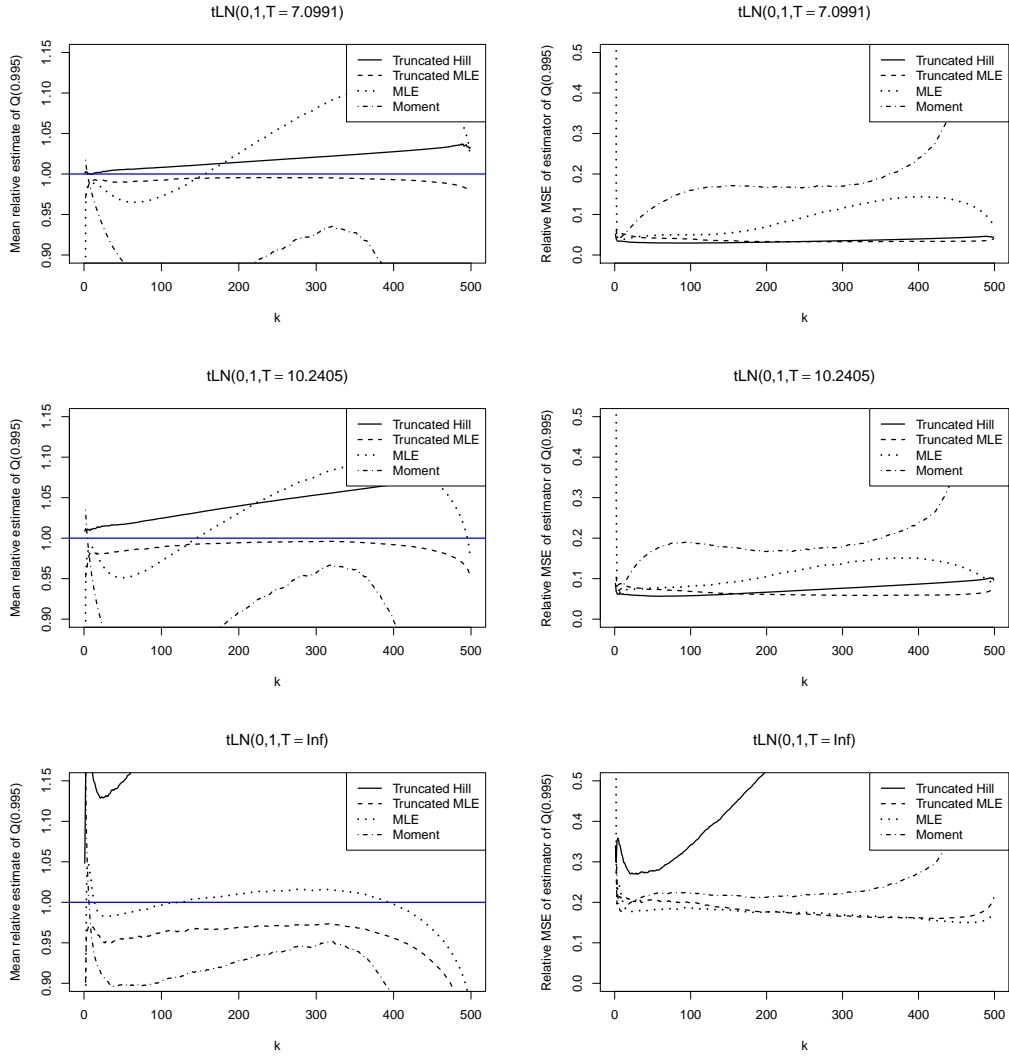 tLN(0,1,T = 7.0991)
Mean relative estimate of Q(0.995)
1.15
1.10
1.05
1.00
0.95
0.90
Truncated Hill
Truncated MLE
MLE
Moment
0 100 200 300 400 500
k
tLN(0,1,T = 7.0991)
Relative MSE of estimator of Q(0.995)
0.5
0.4
0.3
0.2
0.1
0.0
Truncated Hill
Truncated MLE
MLE
Moment
0 100 200 300 400 500
k
tLN(0,1,T = 10.2405)
Mean relative estimate of Q(0.995)
1.15
1.10
1.05
1.00
0.95
0.90
Truncated Hill
Truncated MLE
MLE
Moment
0 100 200 300 400 500
k
tLN(0,1,T = 10.2405)
Relative MSE of estimator of Q(0.995)
0.5
0.4
0.3
0.2
0.1
0.0
Truncated Hill
Truncated MLE
MLE
Moment
0 100 200 300 400 500
k
tLN(0,1,T = Inf)
Mean relative estimate of Q(0.995)
1.15
1.10
1.05
1.00
0.95
0.90
Truncated Hill
Truncated MLE
MLE
Moment
0 100 200 300 400 500
k
tLN(0,1,T = Inf)
Relative MSE of estimator of Q(0.995)
0.5
0.4
0.3
0.2
0.1
0.0
Truncated Hill
Truncated MLE
MLE
Moment
0 100 200 300 400 500
k